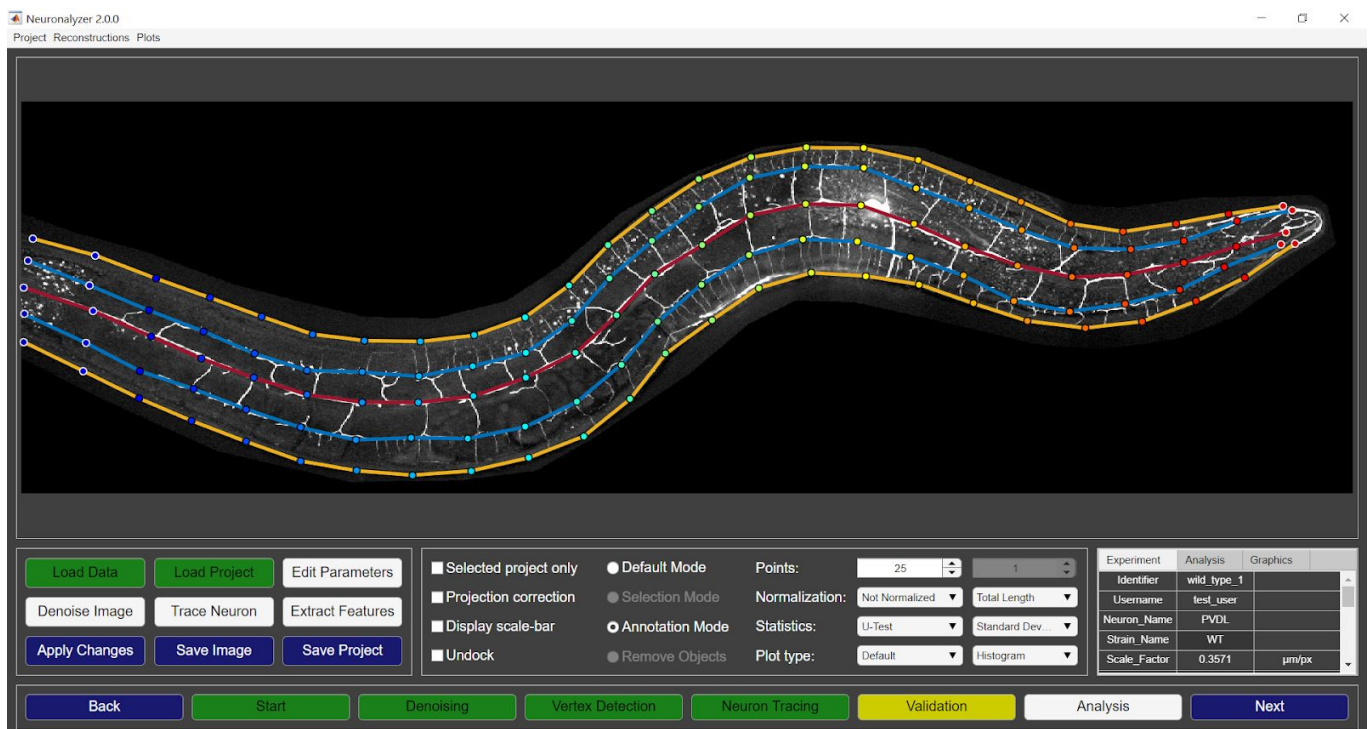 Neuronalyzer 2.0.0
Project Reconstructions Plots
Load Data Load Project Edit Parameters
Denoise Image Trace Neuron Extract Features
Apply Changes Save Image Save Project
Selected project only Default Mode Points: 25 1
Projection correction Selection Mode Normalization: Not Normalized Total Length
Display scale-bar Annotation Mode Statistics: U-Test Standard Dev...
Undock Remove Objects Plot type: Default Histogram
Experiment Analysis Graphics
Identifier wild_type_1
Username test_user
Neuron_Name PVDL
Strain_Name WT
Scale_Factor 0.3571 µm/px
Back Start Denoising Vertex Detection Neuron Tracing Validation Analysis Next